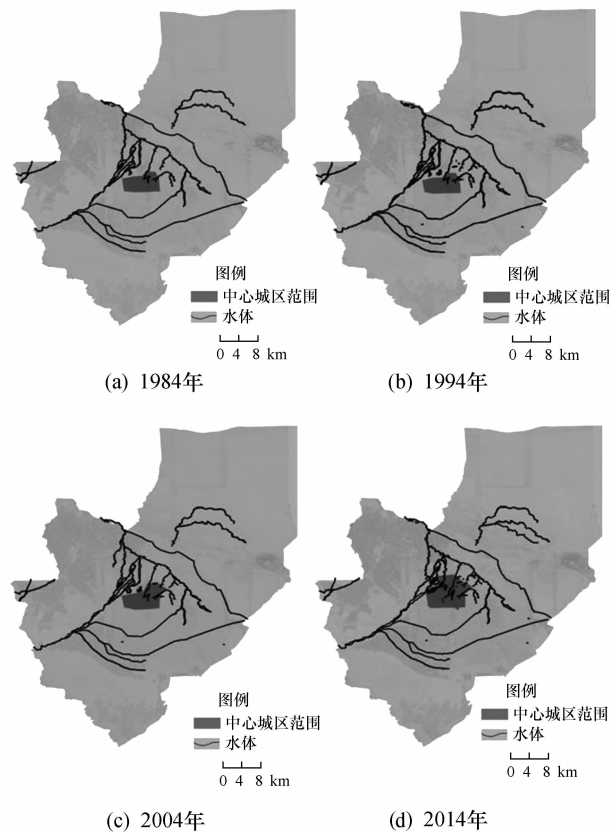 图例
中心城区范围
水体
0 4 8 km
(a) 1984年
图例
中心城区范围
水体
0 4 8 km
(b) 1994年
图例
中心城区范围
水体
0 4 8 km
(c) 2004年
图例
中心城区范围
水体
0 4 8 km
(d) 2014年